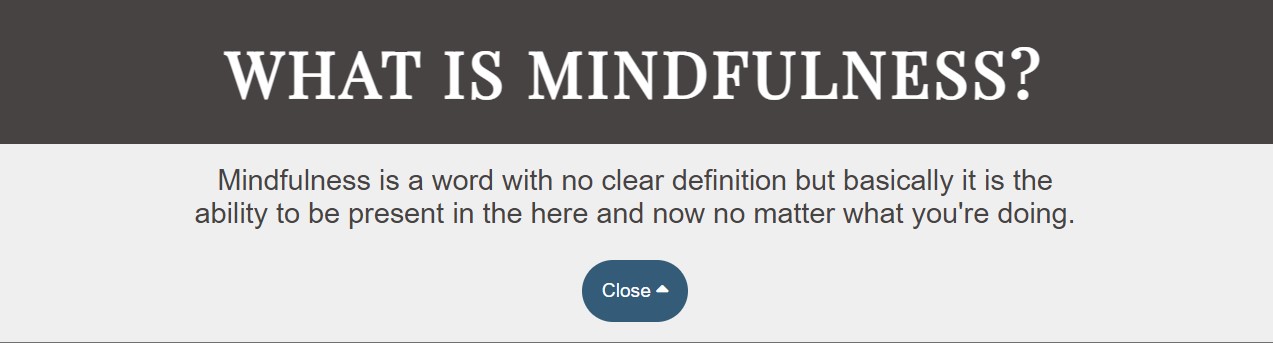 WHAT IS MINDFULNESS?
Mindfulness is a word with no clear definition but basically it is the
ability to be present in the here and now no matter what you're doing.
Close